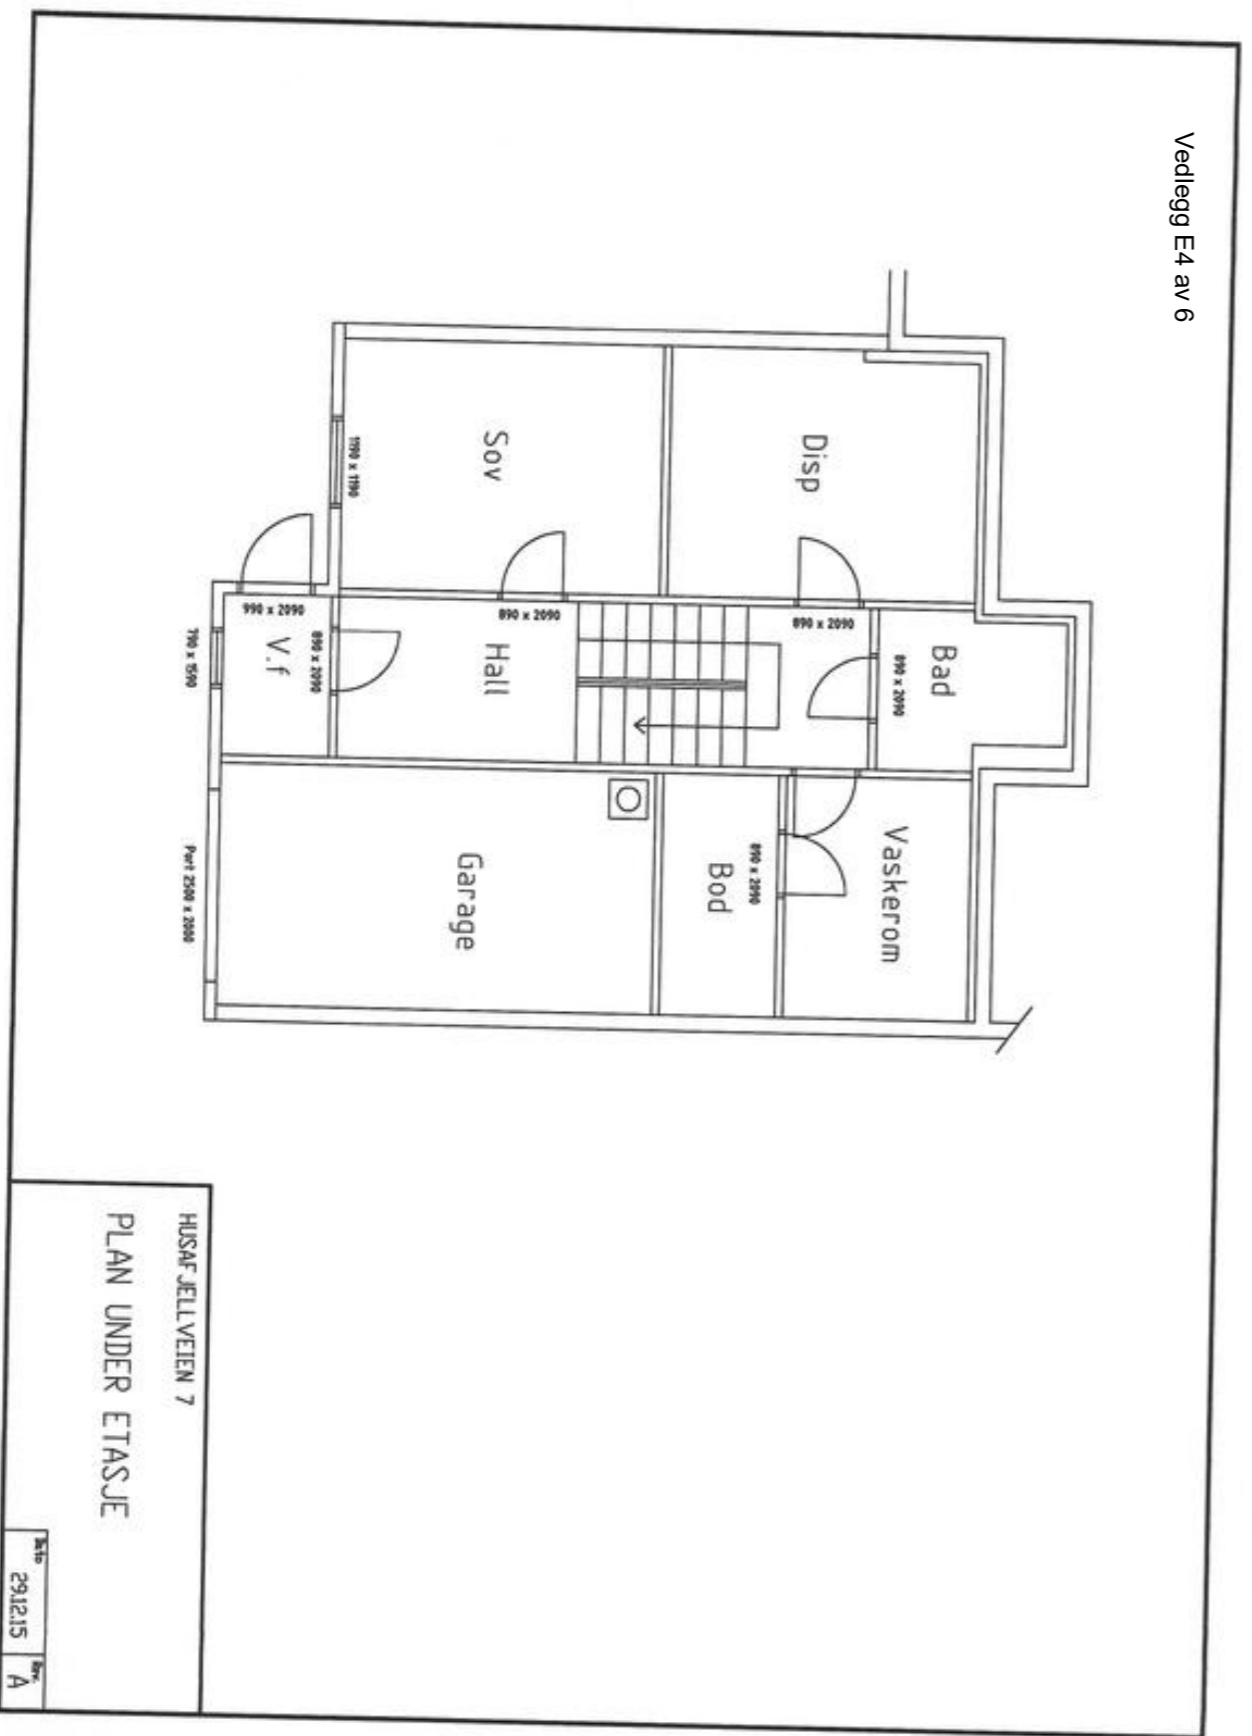 Vedlegg E4 av 6
Bad
890 x 2090
Disp
890 x 2090
Vaskerom
890 x 2090
Bod
Sov
890 x 2090
Hall
Garage
1190 x 1190
890 x 2090
V.f
990 x 2090
790 x 1590
Port 2500 x 2000
HUSAFJELLVEIEN 7
PLAN UNDER ETASJE
Dato
29.12.15
Rev.
A